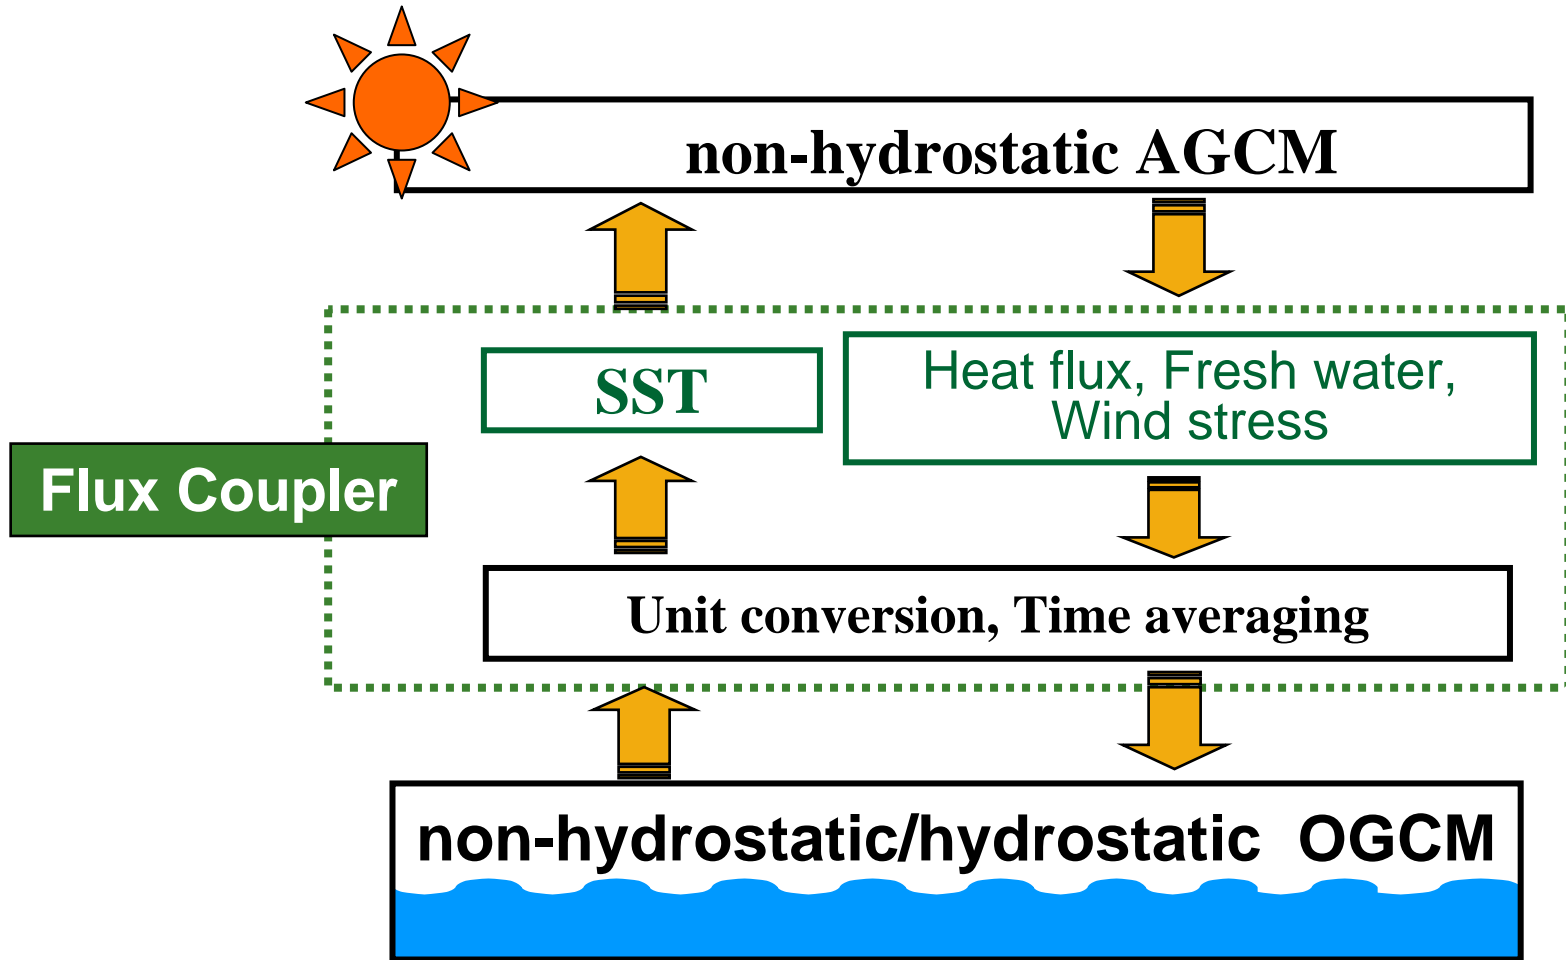 non-hydrostatic AGCM
SST
Heat flux, Fresh water,
Wind stress
Flux Coupler
Unit conversion, Time averaging
non-hydrostatic/hydrostatic OGCM